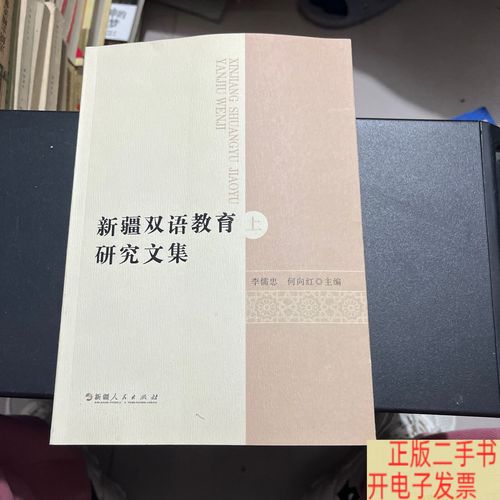 XINJIANG SHUANGYU JIAOYU
YANJIU WENJI
新疆双语教育
研究文集
上
李儒忠 何向红◎主编
新疆人民出版社
正版二手书
开电子发票